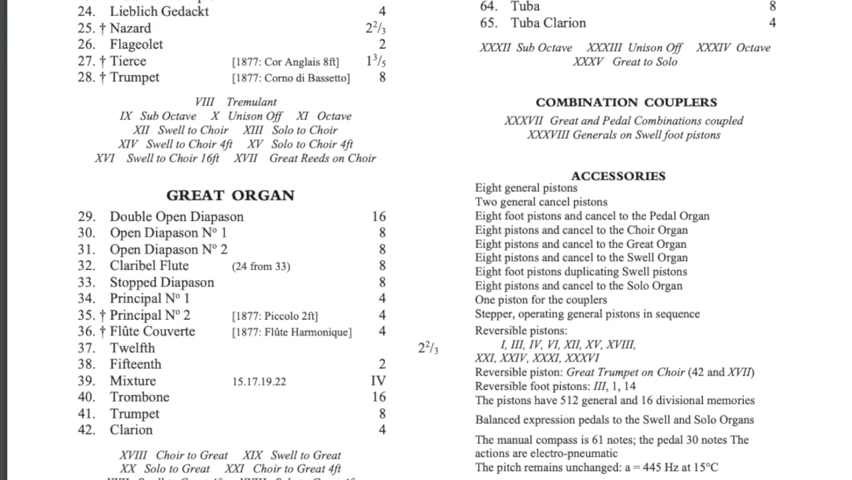 24. Lieblich Gedackt 4
25. † Nazard 2 2/3
26. Flageolet 2
27. † Tierce [1877: Cor Anglais 8ft] 1 3/5
28. † Trumpet [1877: Corno di Bassetto] 8
VIII Tremulant
IX Sub Octave X Unison Off XI Octave
XII Swell to Choir XIII Solo to Choir
XIV Swell to Choir 4ft XV Solo to Choir 4ft
XVI Swell to Choir 16ft XVII Great Reeds on Choir
GREAT ORGAN
29. Double Open Diapason 16
30. Open Diapason Nº 1 8
31. Open Diapason Nº 2 8
32. Claribel Flute (24 from 33) 8
33. Stopped Diapason 8
34. Principal Nº 1 4
35. † Principal Nº 2 [1877: Piccolo 2ft] 4
36. † Flûte Couverte [1877: Flûte Harmonique] 4
37. Twelfth 2 2/3
38. Fifteenth 2
39. Mixture 15.17.19.22 IV
40. Trombone 16
41. Trumpet 8
42. Clarion 4
XVIII Choir to Great XIX Swell to Great
XX Solo to Great XXI Choir to Great 4ft
64. Tuba 8
65. Tuba Clarion 4
XXXII Sub Octave XXXIII Unison Off XXXIV Octave
XXXV Great to Solo
COMBINATION COUPLERS
XXXVII Great and Pedal Combinations coupled
XXXVIII Generals on Swell foot pistons
ACCESSORIES
Eight general pistons
Two general cancel pistons
Eight foot pistons and cancel to the Pedal Organ
Eight pistons and cancel to the Choir Organ
Eight pistons and cancel to the Great Organ
Eight pistons and cancel to the Swell Organ
Eight foot pistons duplicating Swell pistons
Eight pistons and cancel to the Solo Organ
One piston for the couplers
Stepper, operating general pistons in sequence
Reversible pistons:
I, III, IV, VI, XII, XV, XVIII,
XXI, XXIV, XXXI, XXXVI
Reversible piston: Great Trumpet on Choir (42 and XVII)
Reversible foot pistons: III, 1, 14
The pistons have 512 general and 16 divisional memories
Balanced expression pedals to the Swell and Solo Organs
The manual compass is 61 notes; the pedal 30 notes The
actions are electro-pneumatic
The pitch remains unchanged: a = 445 Hz at 15°C